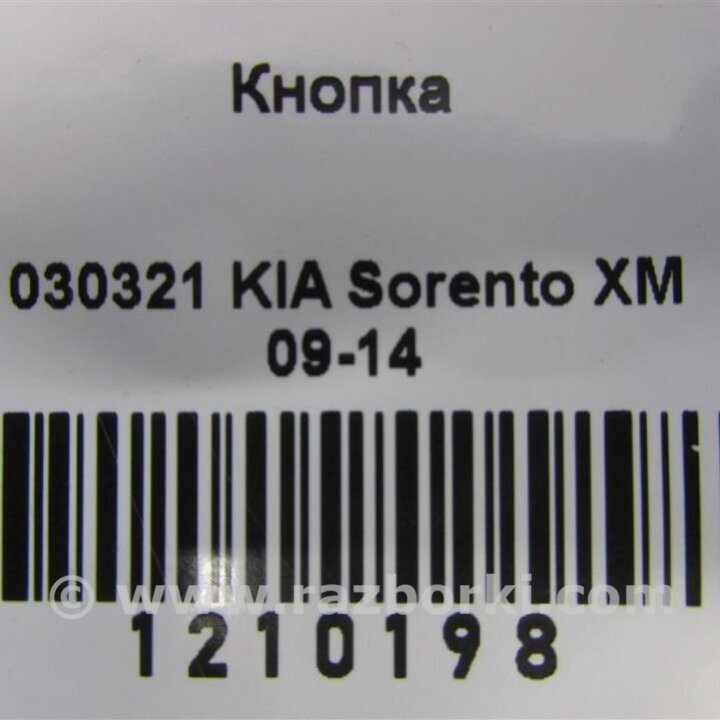 Кнопка
030321 KIA Sorento XM
09-14
© www.razborki.com
1210198